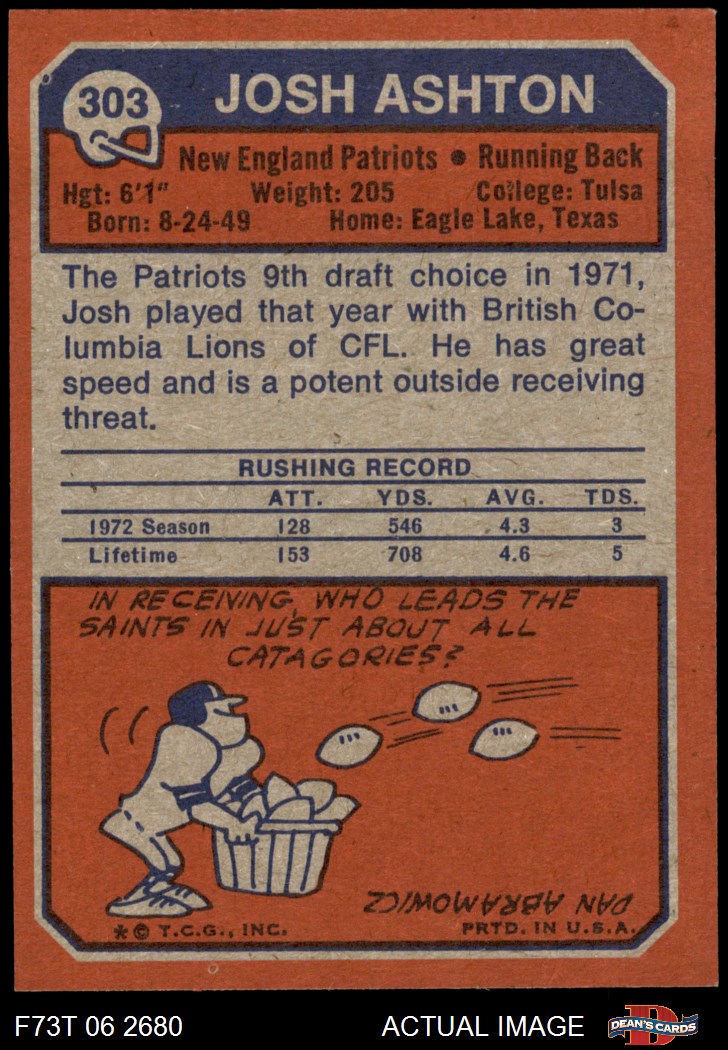 303
JOSH ASHTON
New England Patriots • Running Back
Hgt: 6'1" Weight: 205 College: Tulsa
Born: 8-24-49 Home: Eagle Lake, Texas
The Patriots 9th draft choice in 1971,
Josh played that year with British Co-
lumbia Lions of CFL. He has great
speed and is a potent outside receiving
threat.
RUSHING RECORD
ATT. YDS. AVG. TDS.
1972 Season 128 546 4.3 3
Lifetime 153 708 4.6 5
IN RECEIVING, WHO LEADS THE
SAINTS IN JUST ABOUT ALL
CATAGORIES?
DAN ABRAMOWICZ
* © T.C.G., INC. PRTD. IN U.S.A.
F73T 06 2680 ACTUAL IMAGE D DEAN'S CARDS